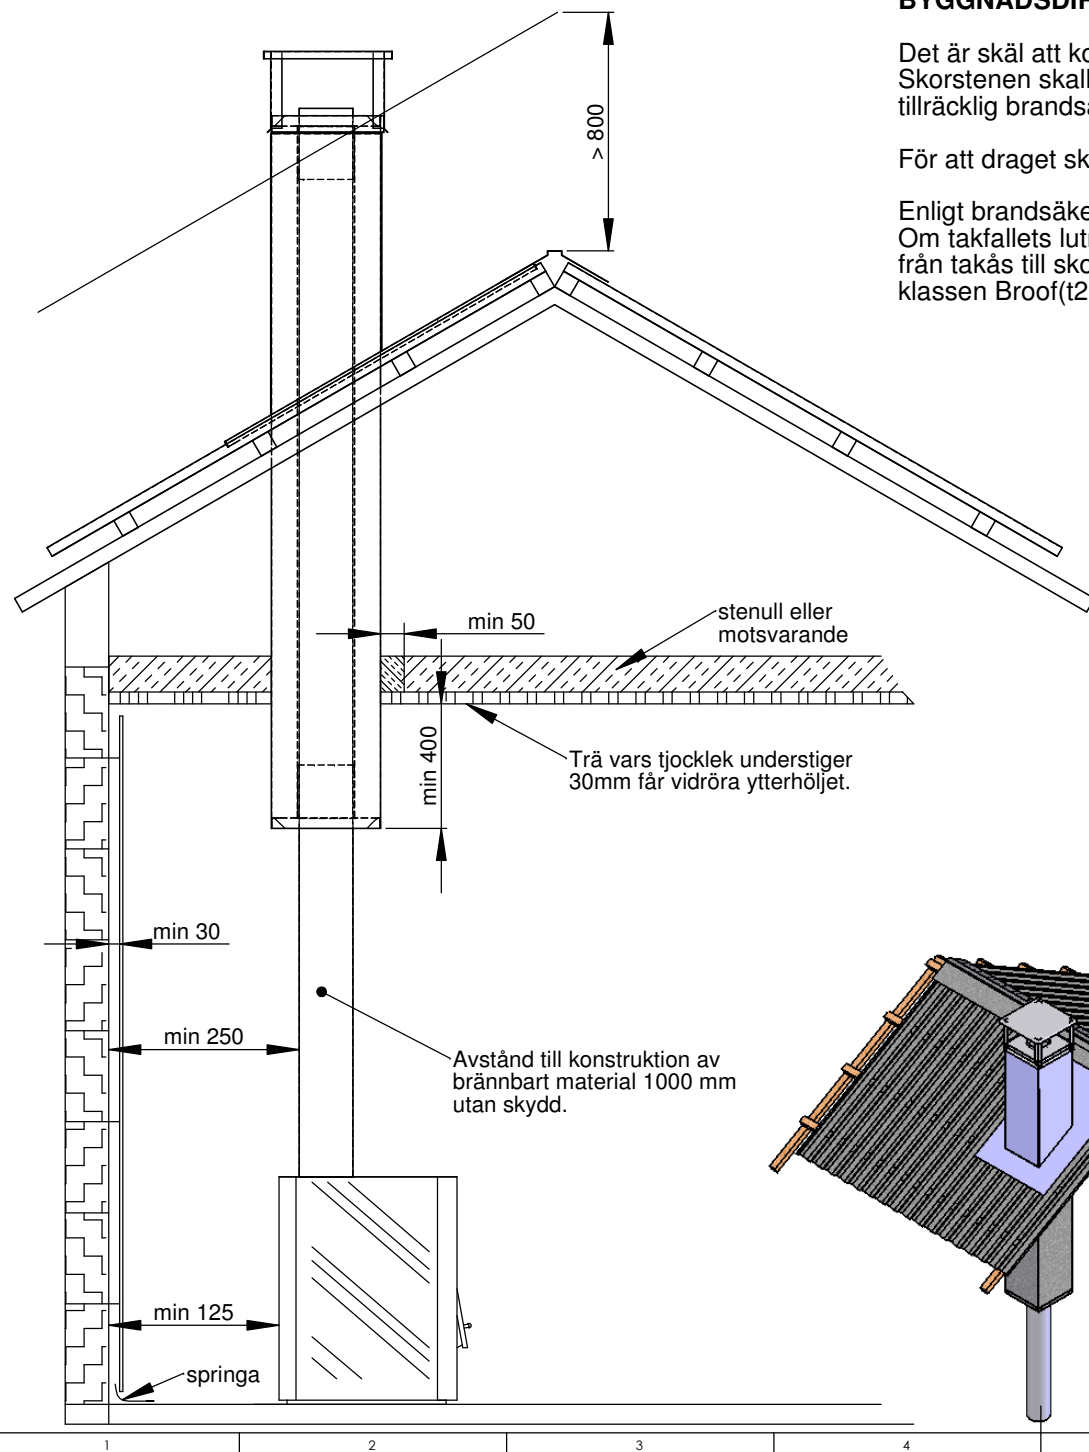 BYGGNADSDIF
Det är skäl att ko
Skorstenen skall
tillräcklig brandsä
För att draget sk
Enligt brandsäke
Om takfallets lutn
från takås till sko
klassen Broof(t2
> 800
min 50
stenull eller
motsvarande
min 400
Trä vars tjocklek understiger
30mm får vidröra ytterhöljet.
min 30
min 250
Avstånd till konstruktion av
brännbart material 1000 mm
utan skydd.
min 125
springa
1
2
3
4